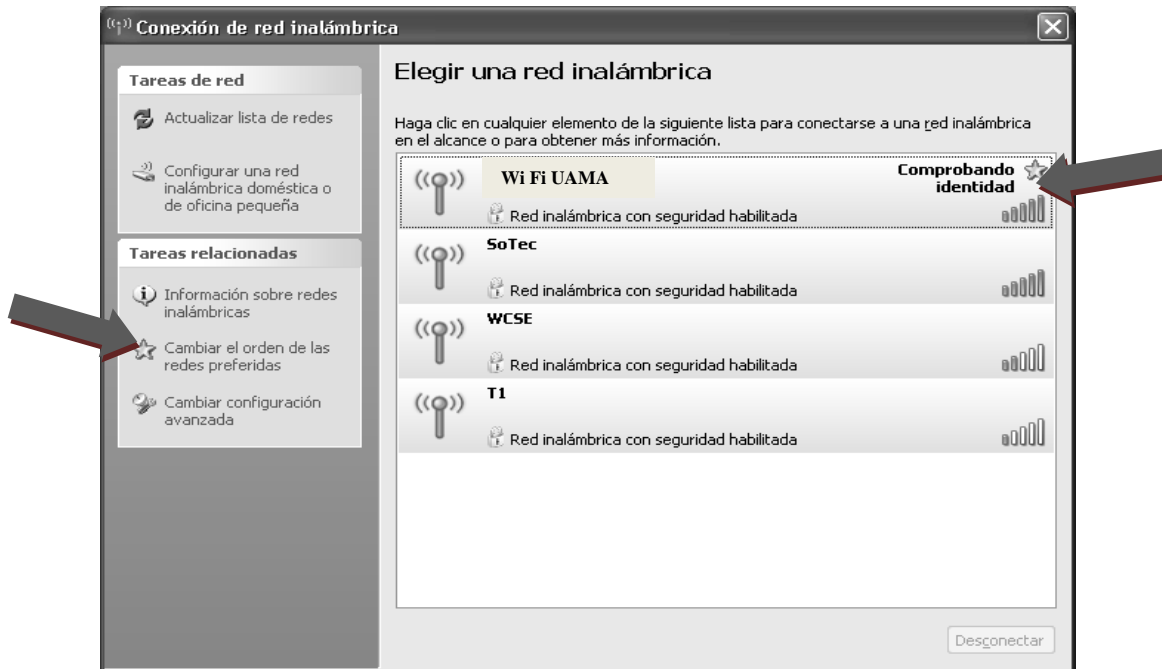 Conexión de red inalámbrica
Tareas de red
Actualizar lista de redes
Configurar una red
inalámbrica doméstica o
de oficina pequeña
Tareas relacionadas
Información sobre redes
inalámbricas
Cambiar el orden de las
redes preferidas
Cambiar configuración
avanzada
Elegir una red inalámbrica
Haga clic en cualquier elemento de la siguiente lista para conectarse a una red inalámbrica
en el alcance o para obtener más información.
Wi Fi UAMA
Comprobando
identidad
Red inalámbrica con seguridad habilitada
SoTec
Red inalámbrica con seguridad habilitada
WCSE
Red inalámbrica con seguridad habilitada
T1
Red inalámbrica con seguridad habilitada
Desconectar